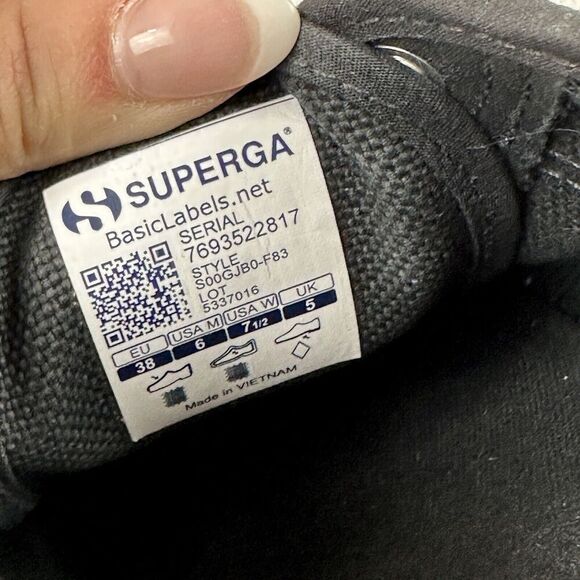 SUPERGA®
BasicLabels.net
SERIAL
7693522817
STYLE
S00GJB0-F83
LOT
5337016
EU USA M USA W UK
38 6 7 1/2 5
Made in VIETNAM